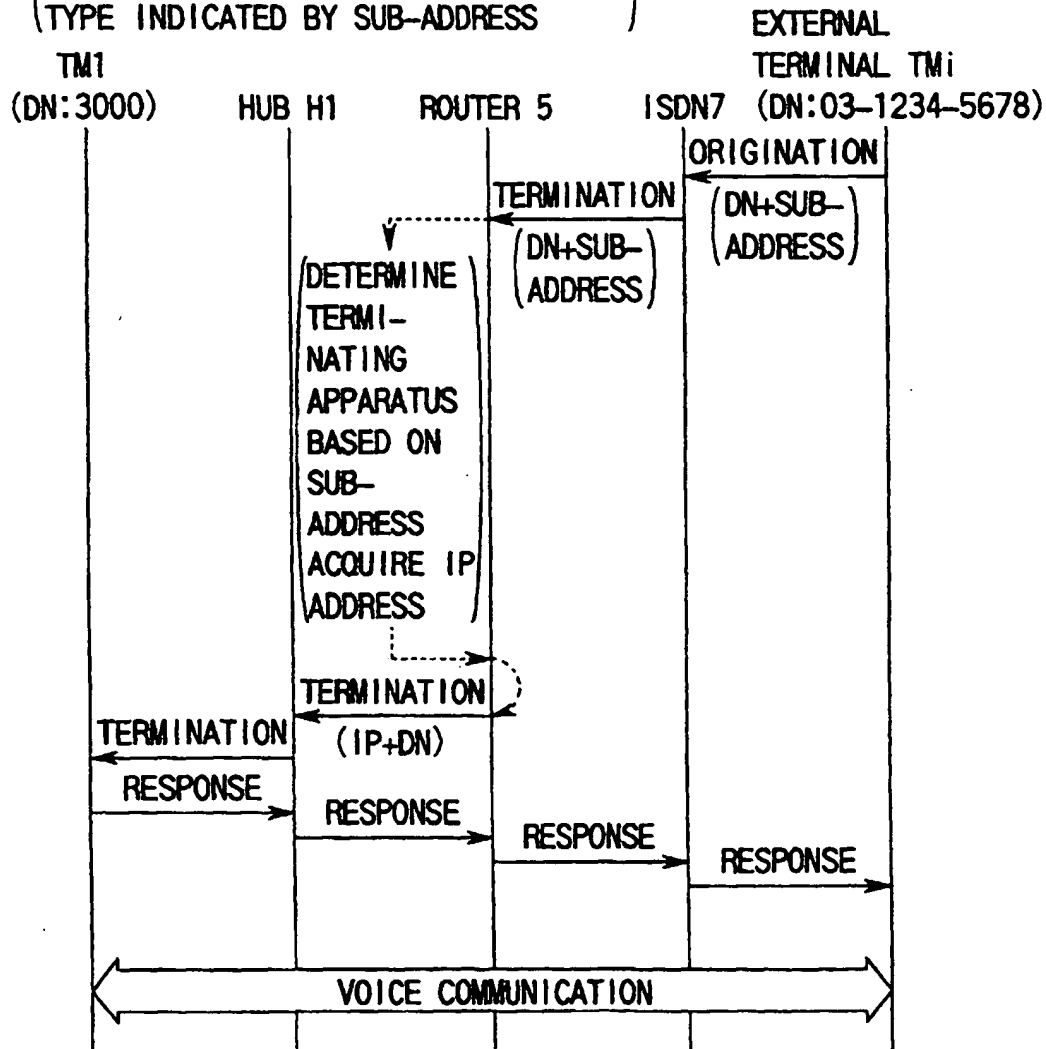 TYPE INDICATED BY SUB-ADDRESS
EXTERNAL
TM1
TERMINAL TMi
(DN:3000)
HUB H1
ROUTER 5
ISDN7
(DN:03-1234-5678)
ORIGINATION
TERMINATION
(DN+SUB-
ADDRESS)
(DN+SUB-
ADDRESS)
(DETERMINE
TERMI-
NATING
APPARATUS
BASED ON
SUB-
ADDRESS
ACQUIRE IP
ADDRESS)
TERMINATION
(IP+DN)
TERMINATION
RESPONSE
RESPONSE
RESPONSE
RESPONSE
VOICE COMMUNICATION